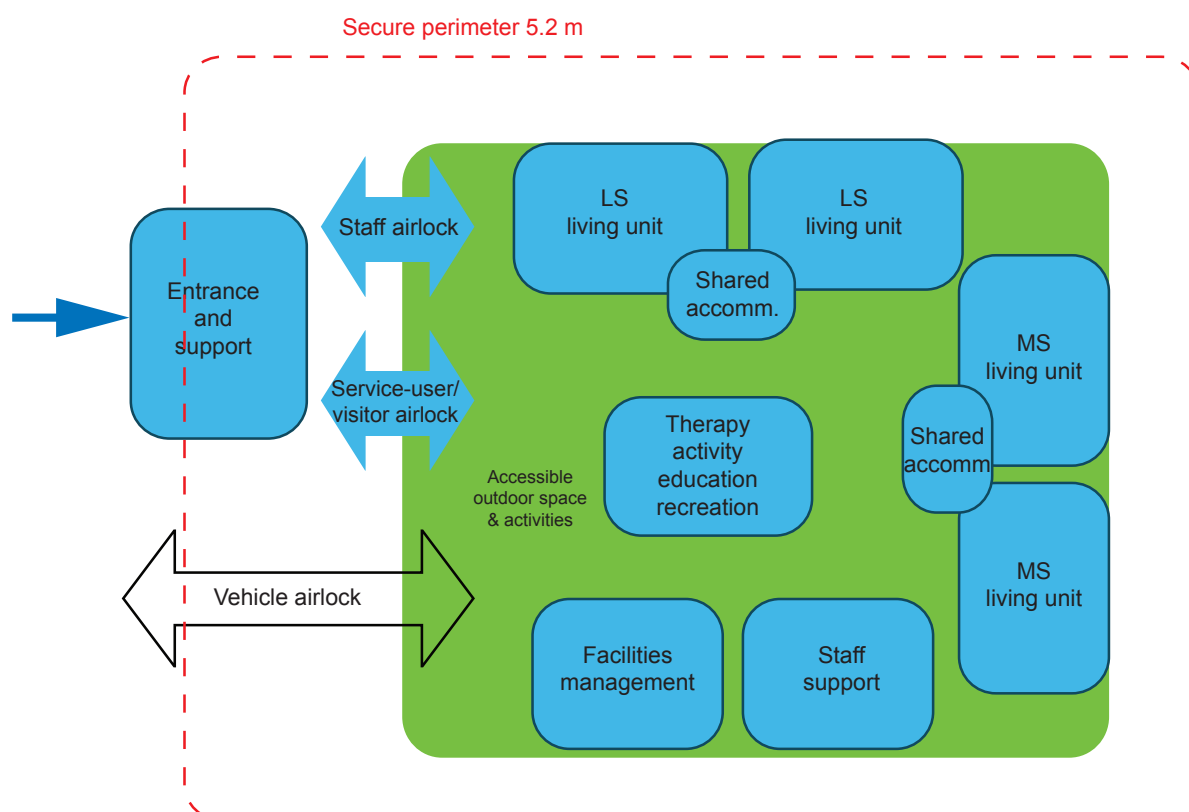 Secure perimeter 5.2 m
Staff airlock
LS
living unit
LS
living unit
Shared
accomm.
Entrance
and
support
MS
living unit
Service-user/
visitor airlock
Therapy
activity
education
recreation
Shared
accomm
Accessible
outdoor space
& activities
MS
living unit
Vehicle airlock
Facilities
management
Staff
support